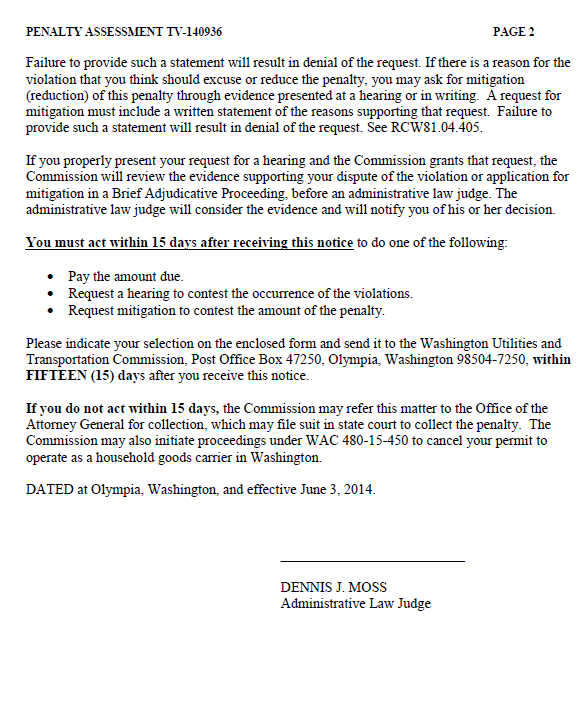 PENALTY ASSESSMENT TV-140936 PAGE 2
Failure to provide such a statement will result in denial of the request. If there is a reason for the
violation that you think should excuse or reduce the penalty, you may ask for mitigation
(reduction) of this penalty through evidence presented at a hearing or in writing.  A request for
mitigation must include a written statement of the reasons supporting that request.  Failure to
provide such a statement will result in denial of the request. See RCW81.04.405.
If you properly present your request for a hearing and the Commission grants that request, the
Commission will review the evidence supporting your dispute of the violation or application for
mitigation in a Brief Adjudicative Proceeding, before an administrative law judge. The
administrative law judge will consider the evidence and will notify you of his or her decision.
You must act within 15 days after receiving this notice to do one of the following:
• Pay the amount due.
• Request a hearing to contest the occurrence of the violations.
• Request mitigation to contest the amount of the penalty.
Please indicate your selection on the enclosed form and send it to the Washington Utilities and
Transportation Commission, Post Office Box 47250, Olympia, Washington 98504-7250, within
FIFTEEN (15) days after you receive this notice.
If you do not act within 15 days, the Commission may refer this matter to the Office of the
Attorney General for collection, which may file suit in state court to collect the penalty.  The
Commission may also initiate proceedings under WAC 480-15-450 to cancel your permit to
operate as a household goods carrier in Washington.
DATED at Olympia, Washington, and effective June 3, 2014.
DENNIS J. MOSS
Administrative Law Judge